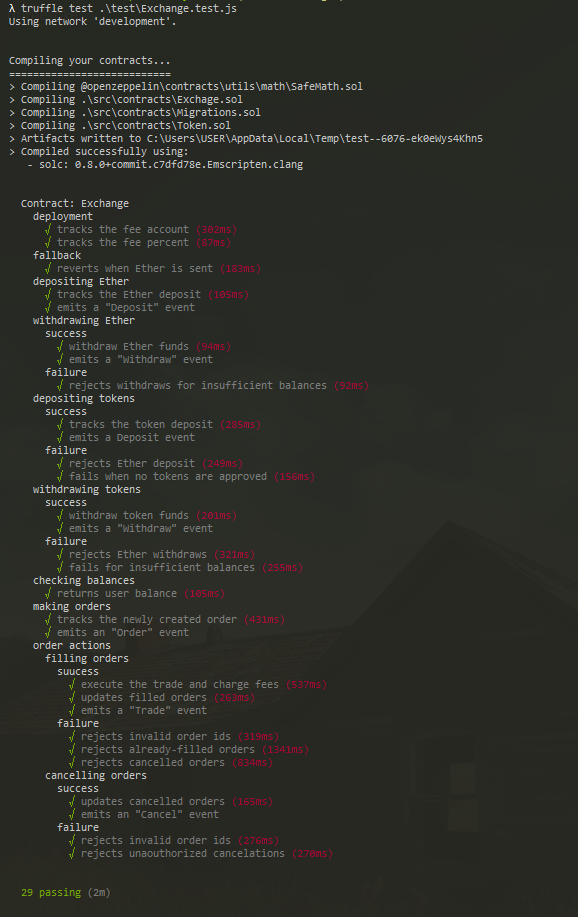 λ truffle test .\test\Exchange.test.js
Using network 'development'.
Compiling your contracts...
===========================
> Compiling @openzeppelin\contracts\utils\math\SafeMath.sol
> Compiling .\src\contracts\Exchage.sol
> Compiling .\src\contracts\Migrations.sol
> Compiling .\src\contracts\Token.sol
> Artifacts written to C:\Users\USER\AppData\Local\Temp\test--6076-ek0eWys4Khn5
> Compiled successfully using:
- solc: 0.8.0+commit.c7dfd78e.Emscripten.clang
Contract: Exchange
deployment
√ tracks the fee account (302ms)
√ tracks the fee percent (87ms)
fallback
√ reverts when Ether is sent (183ms)
depositing Ether
√ tracks the Ether deposit (105ms)
√ emits a "Deposit" event
withdrawing Ether
success
√ withdraw Ether funds (94ms)
√ emits a "Withdraw" event
failure
√ rejects withdraws for insufficient balances (92ms)
depositing tokens
success
√ tracks the token deposit (285ms)
√ emits a Deposit event
failure
√ rejects Ether deposit (249ms)
√ fails when no tokens are approved (156ms)
withdrawing tokens
success
√ withdraw token funds (201ms)
√ emits a "Withdraw" event
failure
√ rejects Ether withdraws (321ms)
√ fails for insufficient balances (255ms)
checking balances
√ returns user balance (105ms)
making orders
√ tracks the newly created order (431ms)
√ emits an "Order" event
order actions
filling orders
suucess
√ execute the trade and charge fees (537ms)
√ updates filled orders (263ms)
√ emits a "Trade" event
failure
√ rejects invalid order ids (319ms)
√ rejects already-filled orders (1341ms)
√ rejects cancelled orders (834ms)
cancelling orders
success
√ updates cancelled orders (165ms)
√ emits an "Cancel" event
failure
√ rejects invalid order ids (276ms)
√ rejects unaouthorized cancelations (270ms)
29 passing (2m)